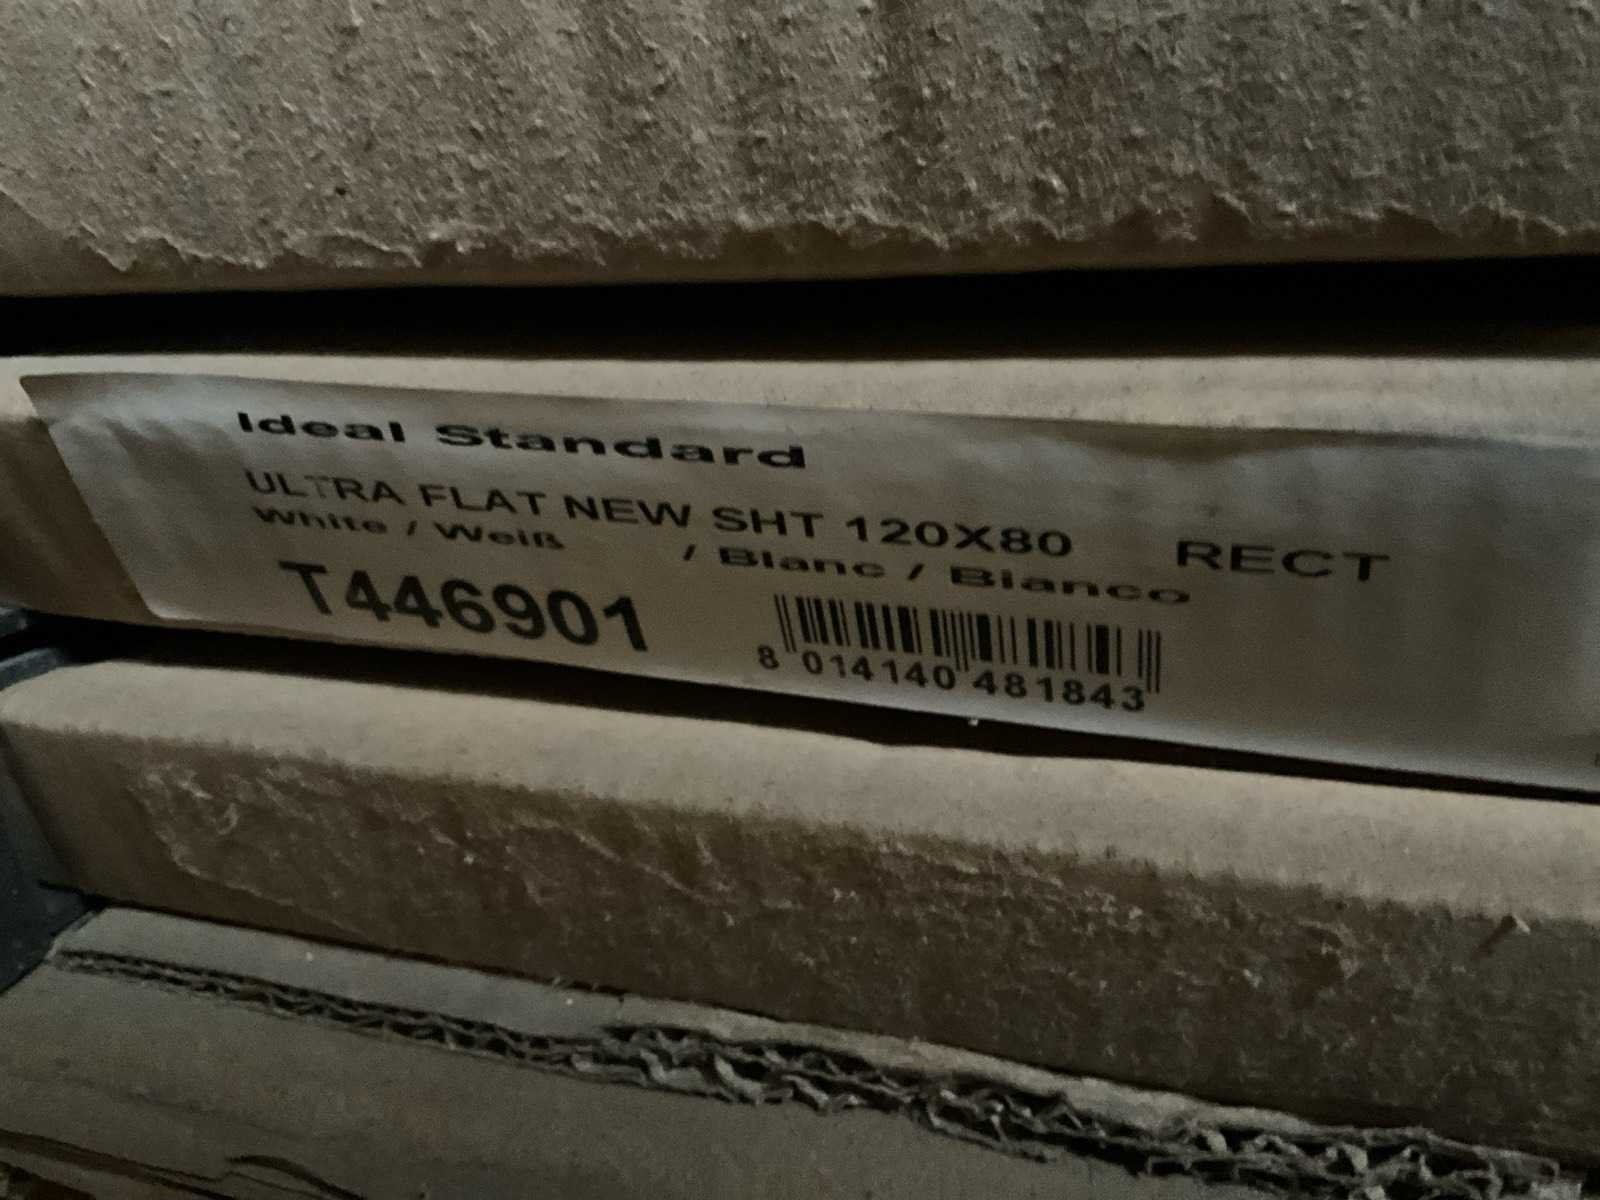 Ideal Standard
ULTRA FLAT NEW SHT 120X80 RECT
White / Weiß / Blanc / Bianco
T446901
8 014140 481843